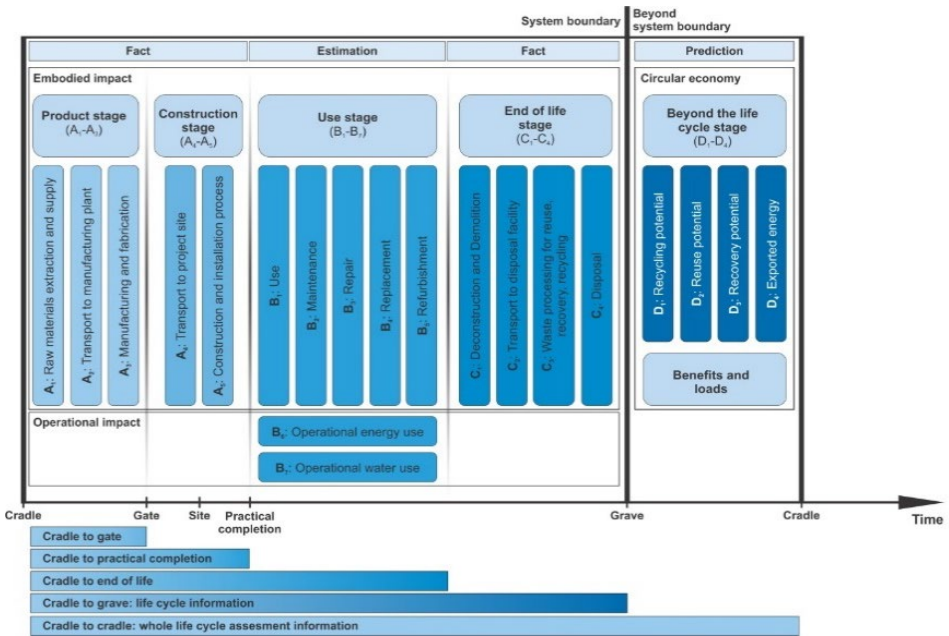 System boundary
Beyond
system boundary
Fact
Estimation
Fact
Prediction
Embodied impact
Circular economy
Product stage
(A₁-A₃)
Construction
stage
(A₄-A₅)
Use stage
(B₁-B₇)
End of life
stage
(C₁-C₄)
Beyond the life
cycle stage
(D₁-D₄)
A₁: Raw materials extraction and supply
A₂: Transport to manufacturing plant
A₃: Manufacturing and fabrication
A₄: Transport to project site
A₅: Construction and installation process
B₁: Use
B₂: Maintenance
B₃: Repair
B₄: Replacement
B₅: Refurbishment
C₁: Deconstruction and Demolition
C₂: Transport to disposal facility
C₃: Waste processing for reuse,
recovery, recycling
C₄: Disposal
D₁: Recycling potential
D₂: Reuse potential
D₃: Recovery potential
D₄: Exported energy
Benefits and
loads
Operational impact
B₆: Operational energy use
B₇: Operational water use
Cradle
Gate
Site
Practical
completion
Grave
Cradle
Time
Cradle to gate
Cradle to practical completion
Cradle to end of life
Cradle to grave: life cycle information
Cradle to cradle: whole life cycle assesment information